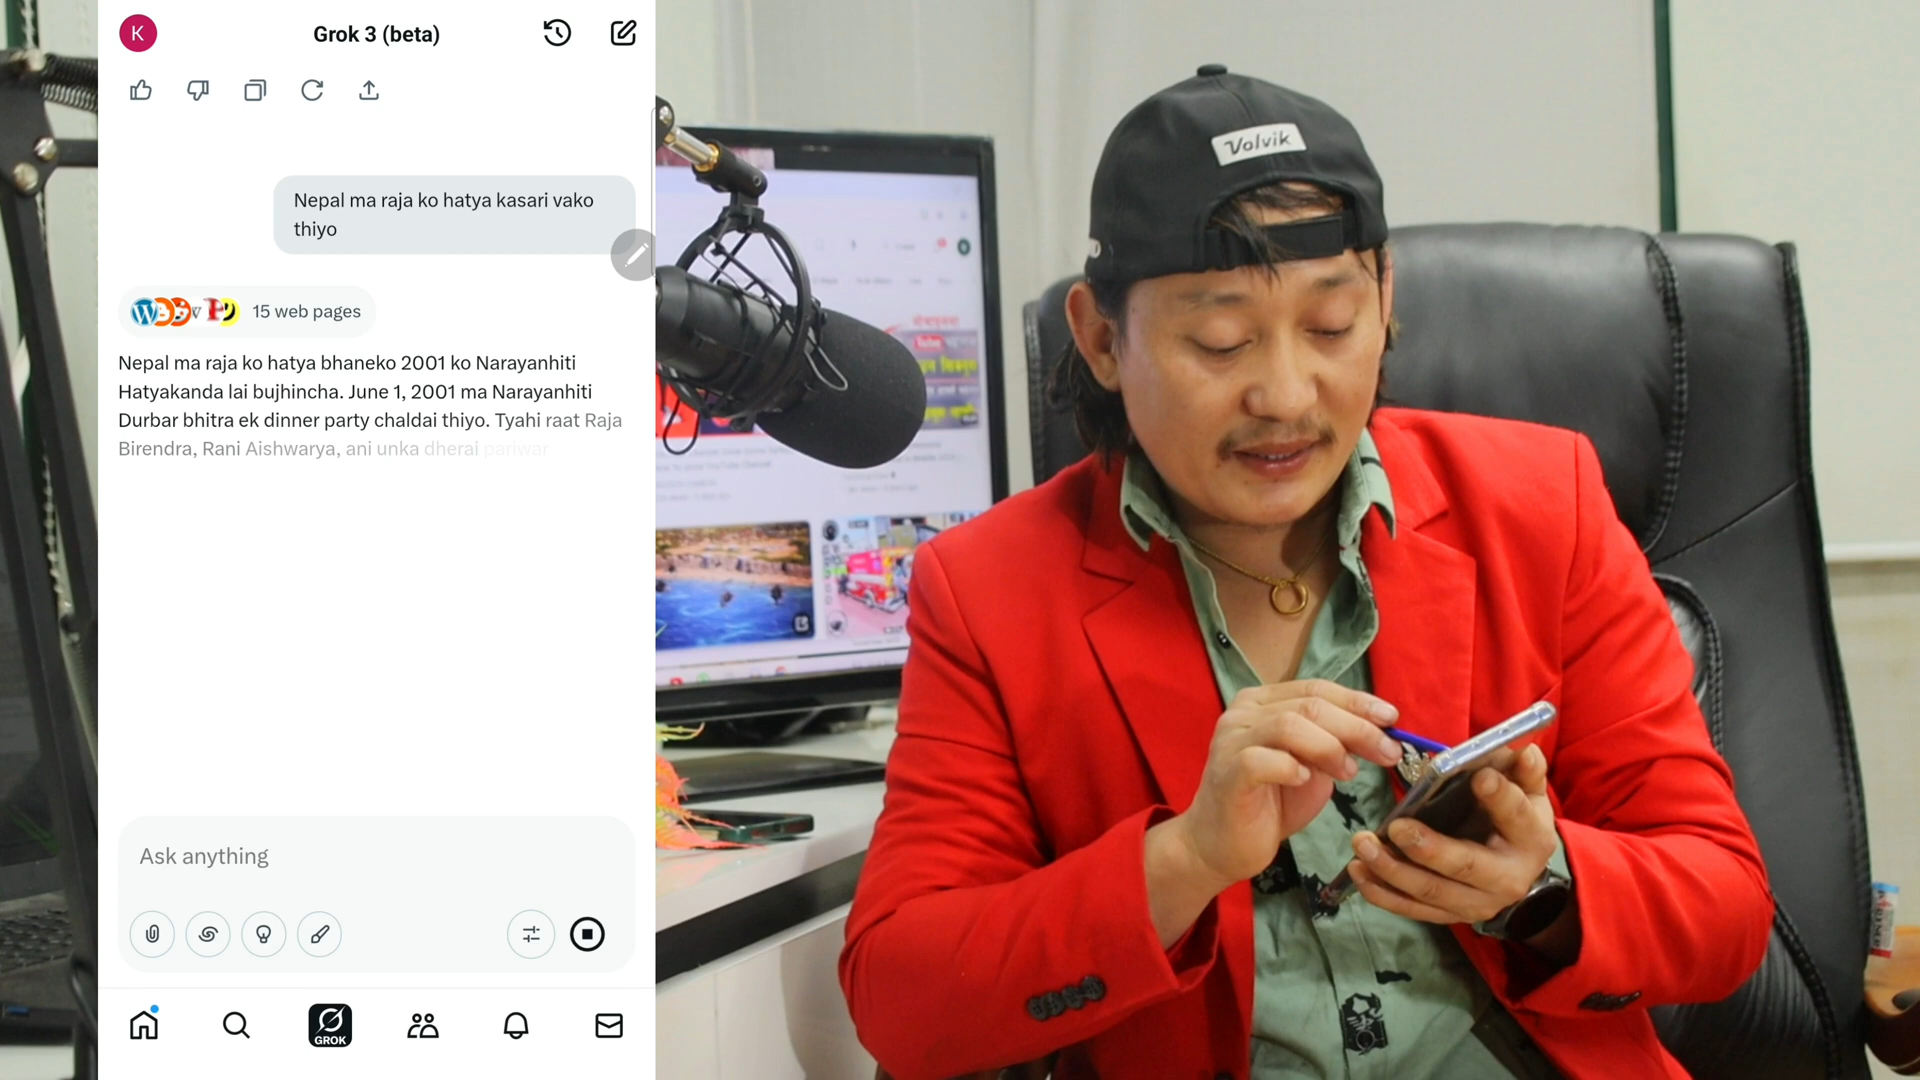 K
Grok 3 (beta)
Nepal ma raja ko hatya kasari vako
thiyo
15 web pages
Nepal ma raja ko hatya bhaneko 2001 ko Narayanhiti
Hatyakanda lai bujhincha. June 1, 2001 ma Narayanhiti
Durbar bhitra ek dinner party chaldai thiyo. Tyahi raat Raja
Birendra, Rani Aishwarya, ani unka dherai pariwar
Ask anything
GROK
Volvik